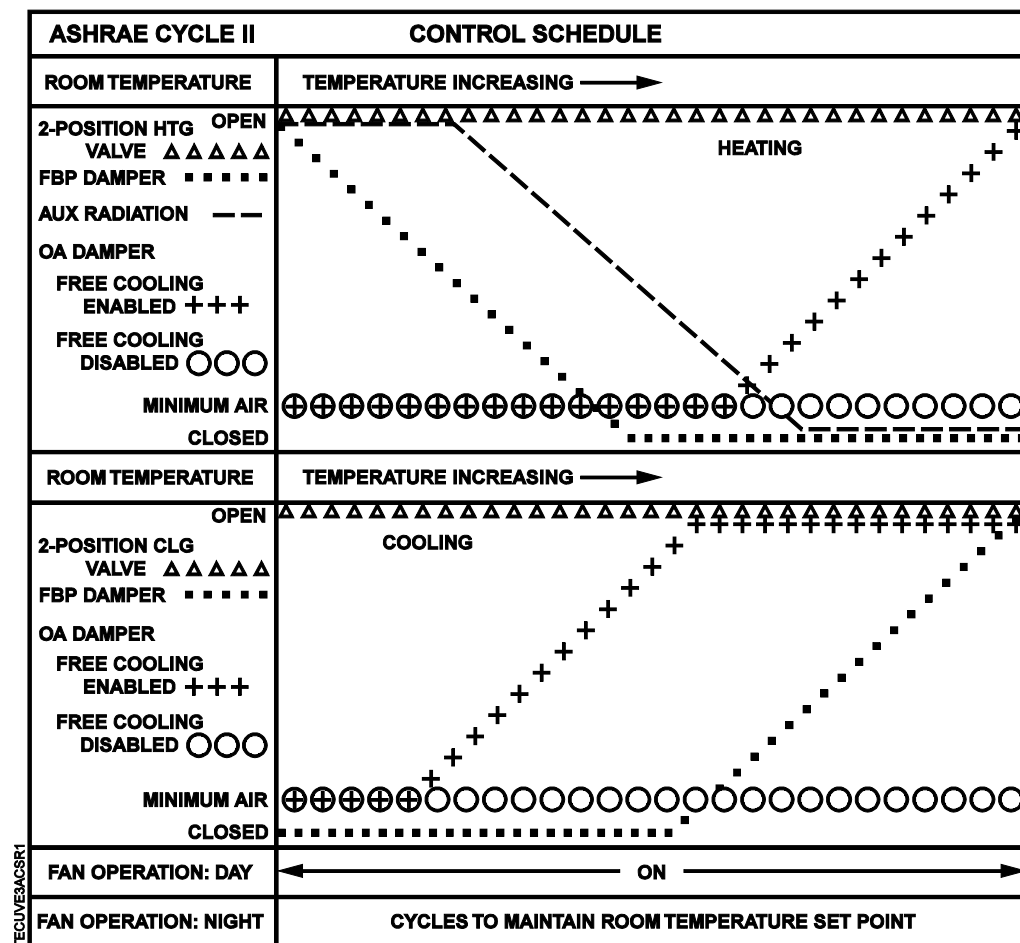 ASHRAE CYCLE II CONTROL SCHEDULE
ROOM TEMPERATURE TEMPERATURE INCREASING
OPEN
2-POSITION HTG
VALVE
FBP DAMPER
AUX RADIATION
OA DAMPER
FREE COOLING
ENABLED
FREE COOLING
DISABLED
MINIMUM AIR
CLOSED
HEATING
ROOM TEMPERATURE TEMPERATURE INCREASING
OPEN
2-POSITION CLG
VALVE
FBP DAMPER
OA DAMPER
FREE COOLING
ENABLED
FREE COOLING
DISABLED
MINIMUM AIR
CLOSED
COOLING
FAN OPERATION: DAY ON
FAN OPERATION: NIGHT CYCLES TO MAINTAIN ROOM TEMPERATURE SET POINT
TECUVE3ACSR1